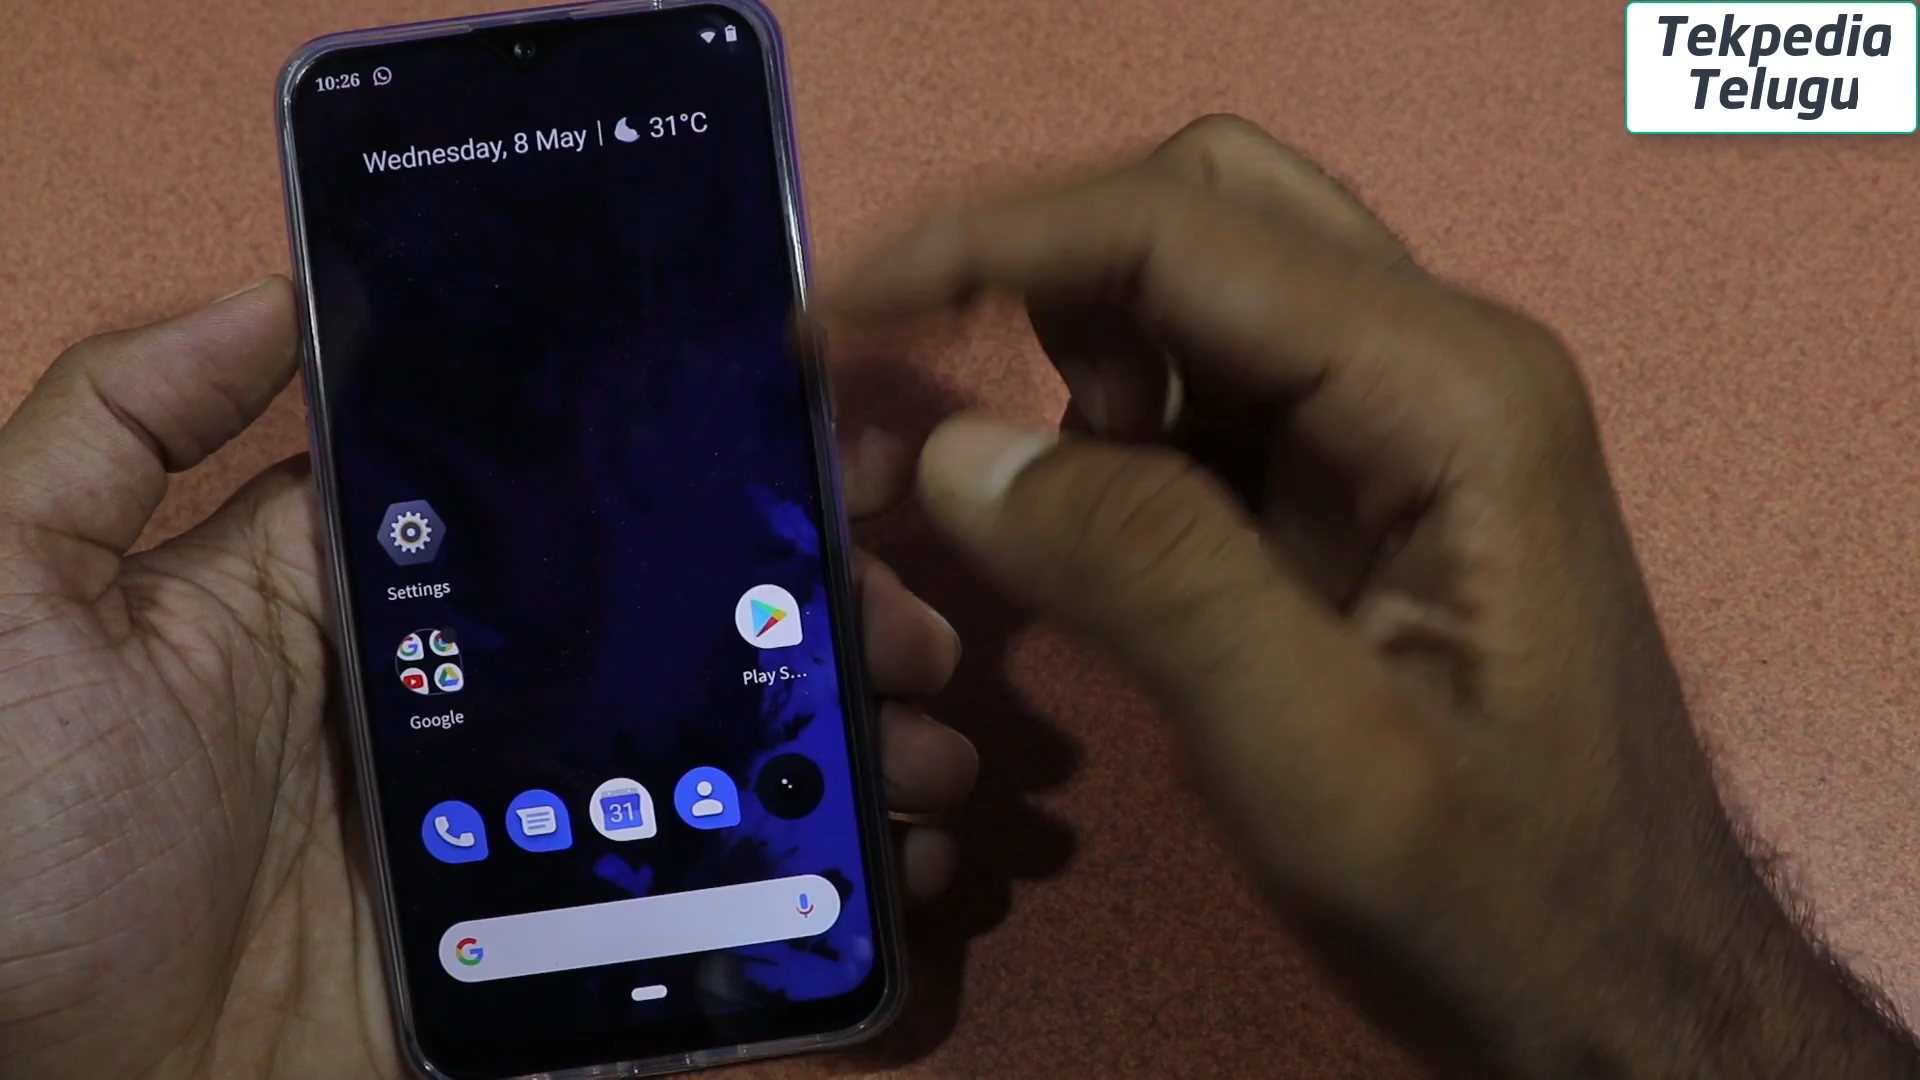 Tekpedia
Telugu
10:26
Wednesday, 8 May | 31°C
Settings
Play S...
Google
31